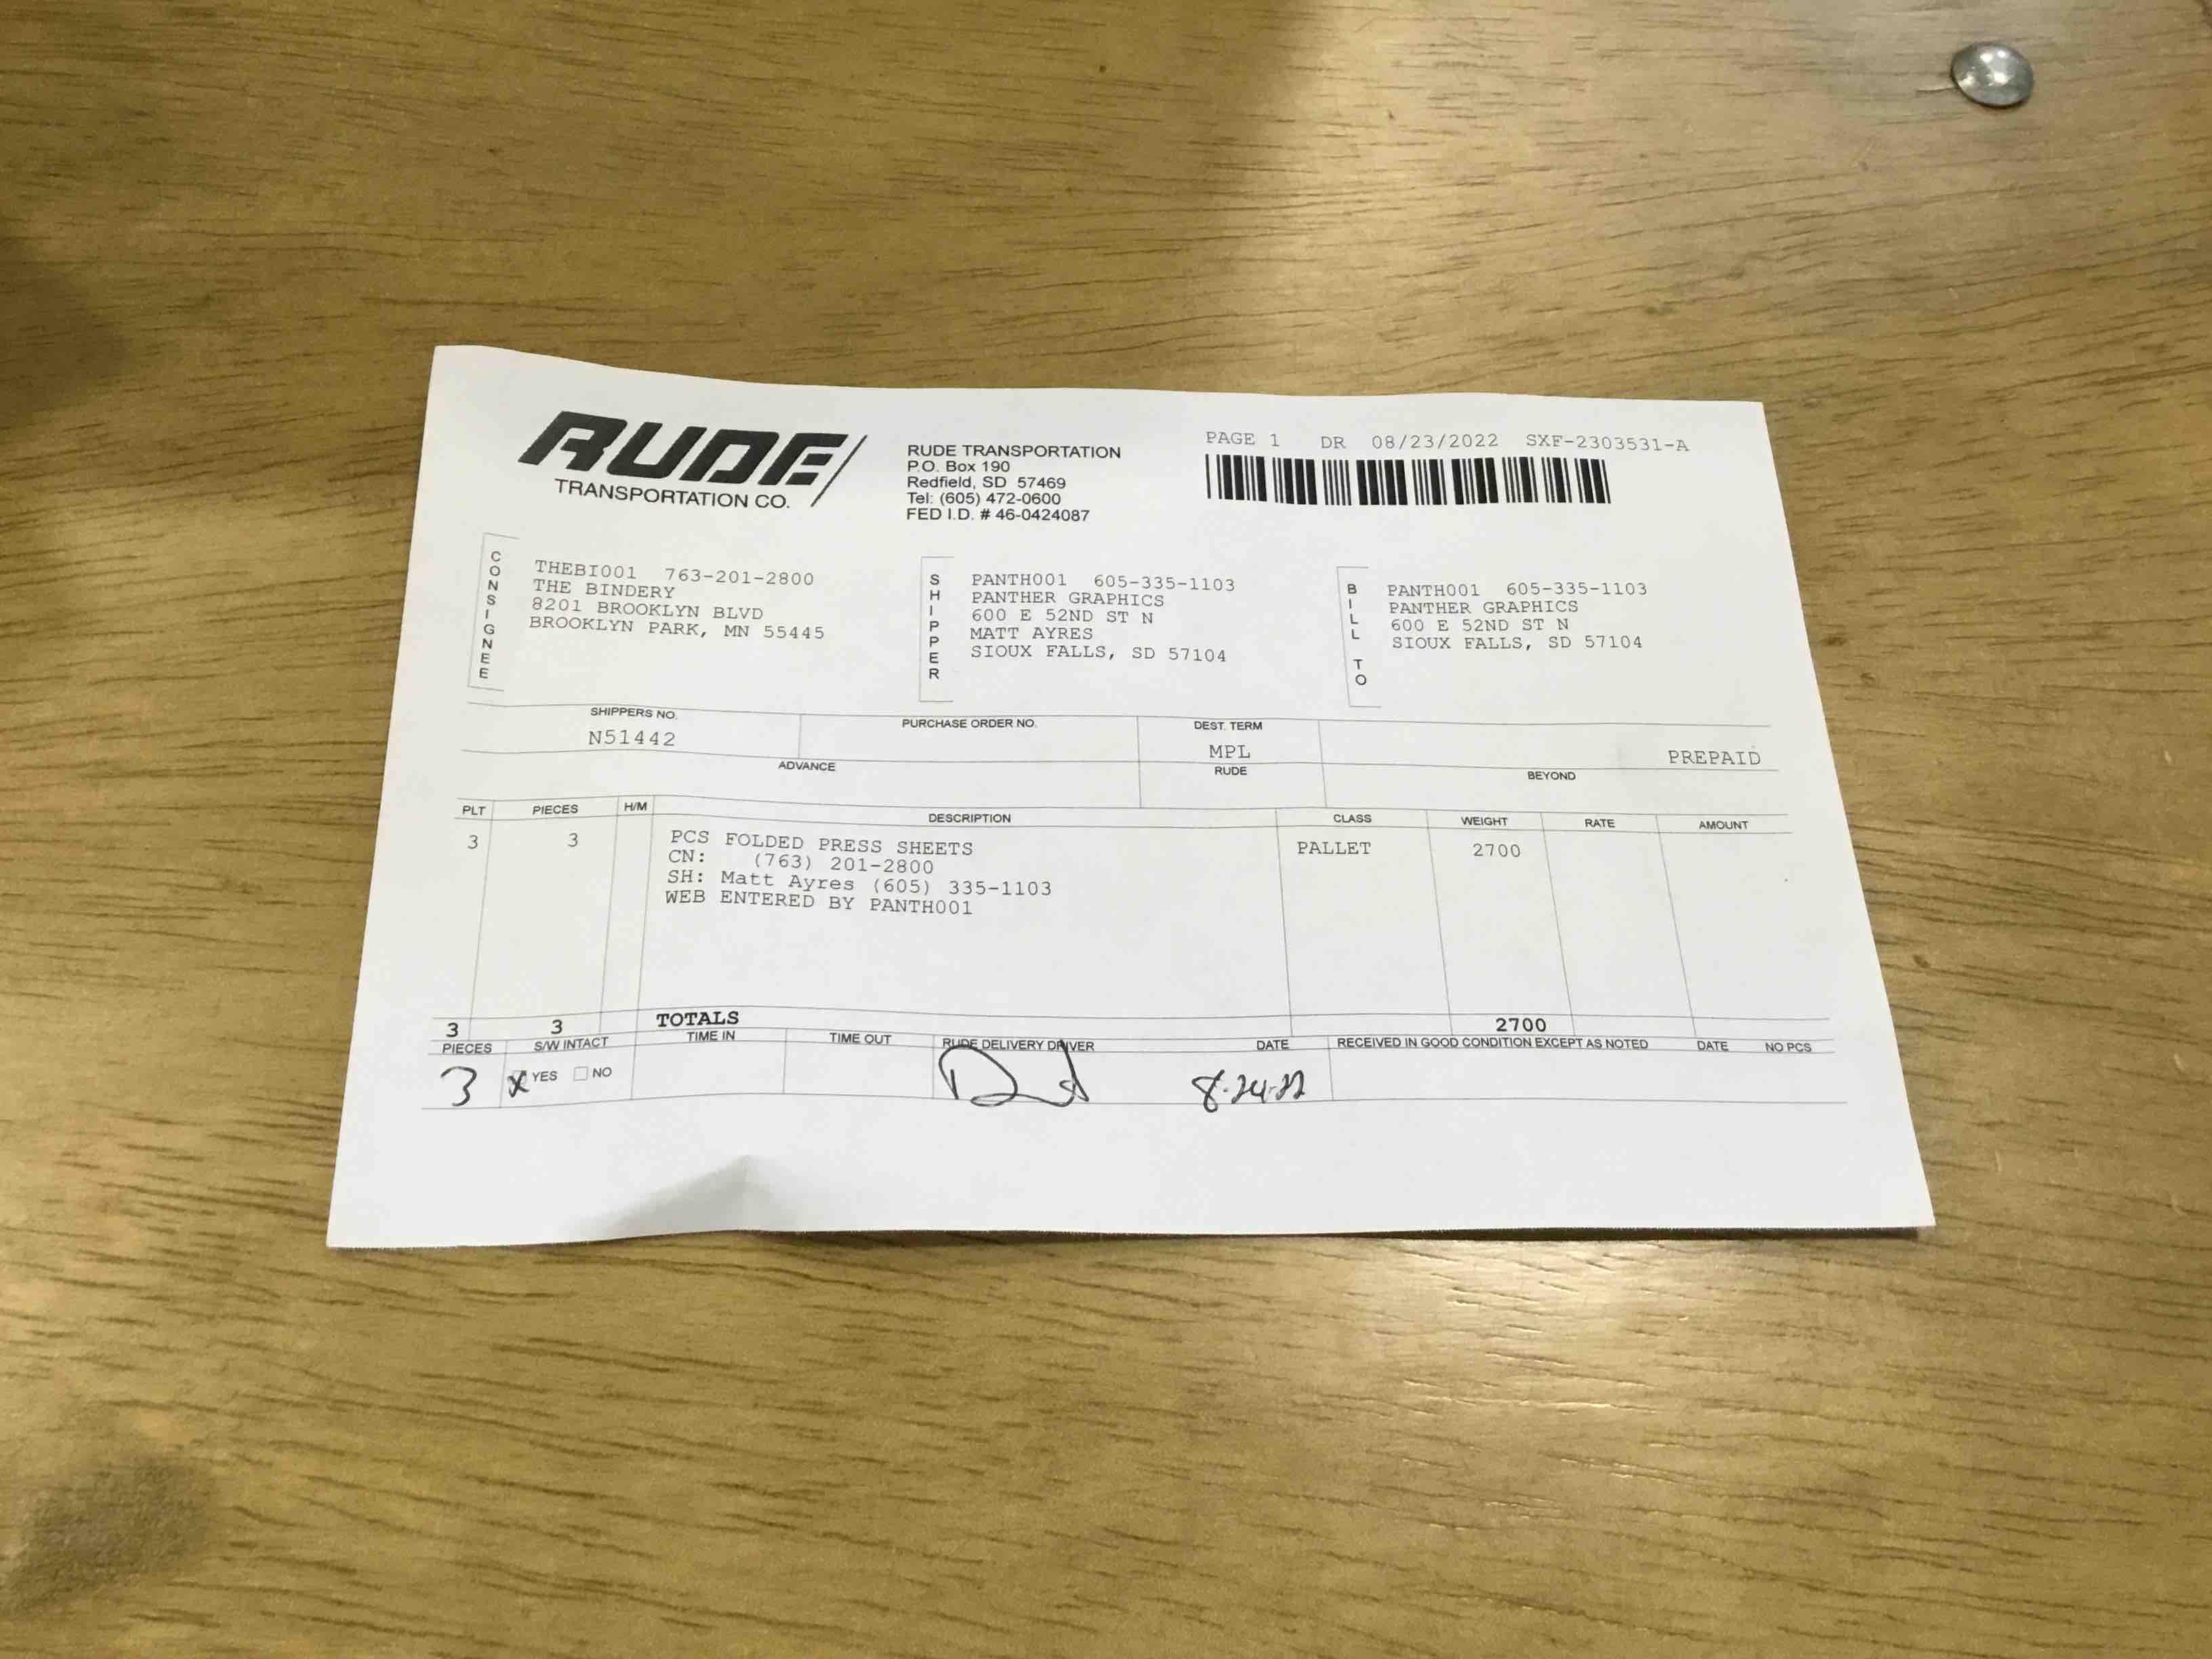 RUDE
TRANSPORTATION CO.
RUDE TRANSPORTATION
P.O. Box 190
Redfield, SD 57469
Tel: (605) 472-0600
FED I.D. # 46-0424087
PAGE 1 DR 08/23/2022 SXF-2303531-A
CONSIGNEE
THEBI001 763-201-2800
THE BINDERY
8201 BROOKLYN BLVD
BROOKLYN PARK, MN 55445
SHIPPER
PANTH001 605-335-1103
PANTHER GRAPHICS
600 E 52ND ST N
MATT AYRES
SIOUX FALLS, SD 57104
BILL TO
PANTH001 605-335-1103
PANTHER GRAPHICS
600 E 52ND ST N
SIOUX FALLS, SD 57104
SHIPPERS NO. PURCHASE ORDER NO. DEST. TERM
N51442 MPL PREPAID
ADVANCE RUDE BEYOND
PLT PIECES H/M DESCRIPTION CLASS WEIGHT RATE AMOUNT
3 3 PCS FOLDED PRESS SHEETS PALLET 2700
CN: (763) 201-2800
SH: Matt Ayres (605) 335-1103
WEB ENTERED BY PANTH001
3 3 TOTALS 2700
PIECES S/W INTACT TIME IN TIME OUT RUDE DELIVERY DRIVER DATE RECEIVED IN GOOD CONDITION EXCEPT AS NOTED DATE NO PCS
3 X YES NO 8-24-22